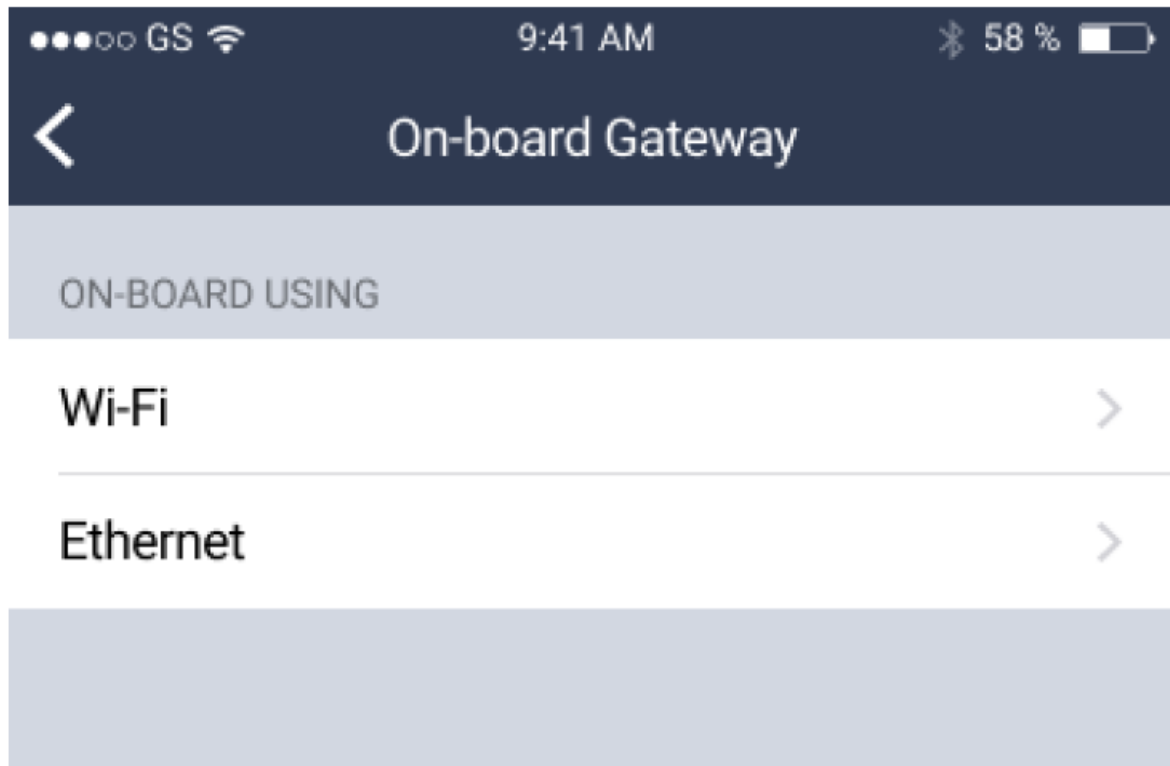 GS 9:41 AM 58 %
On-board Gateway
ON-BOARD USING
Wi-Fi
Ethernet